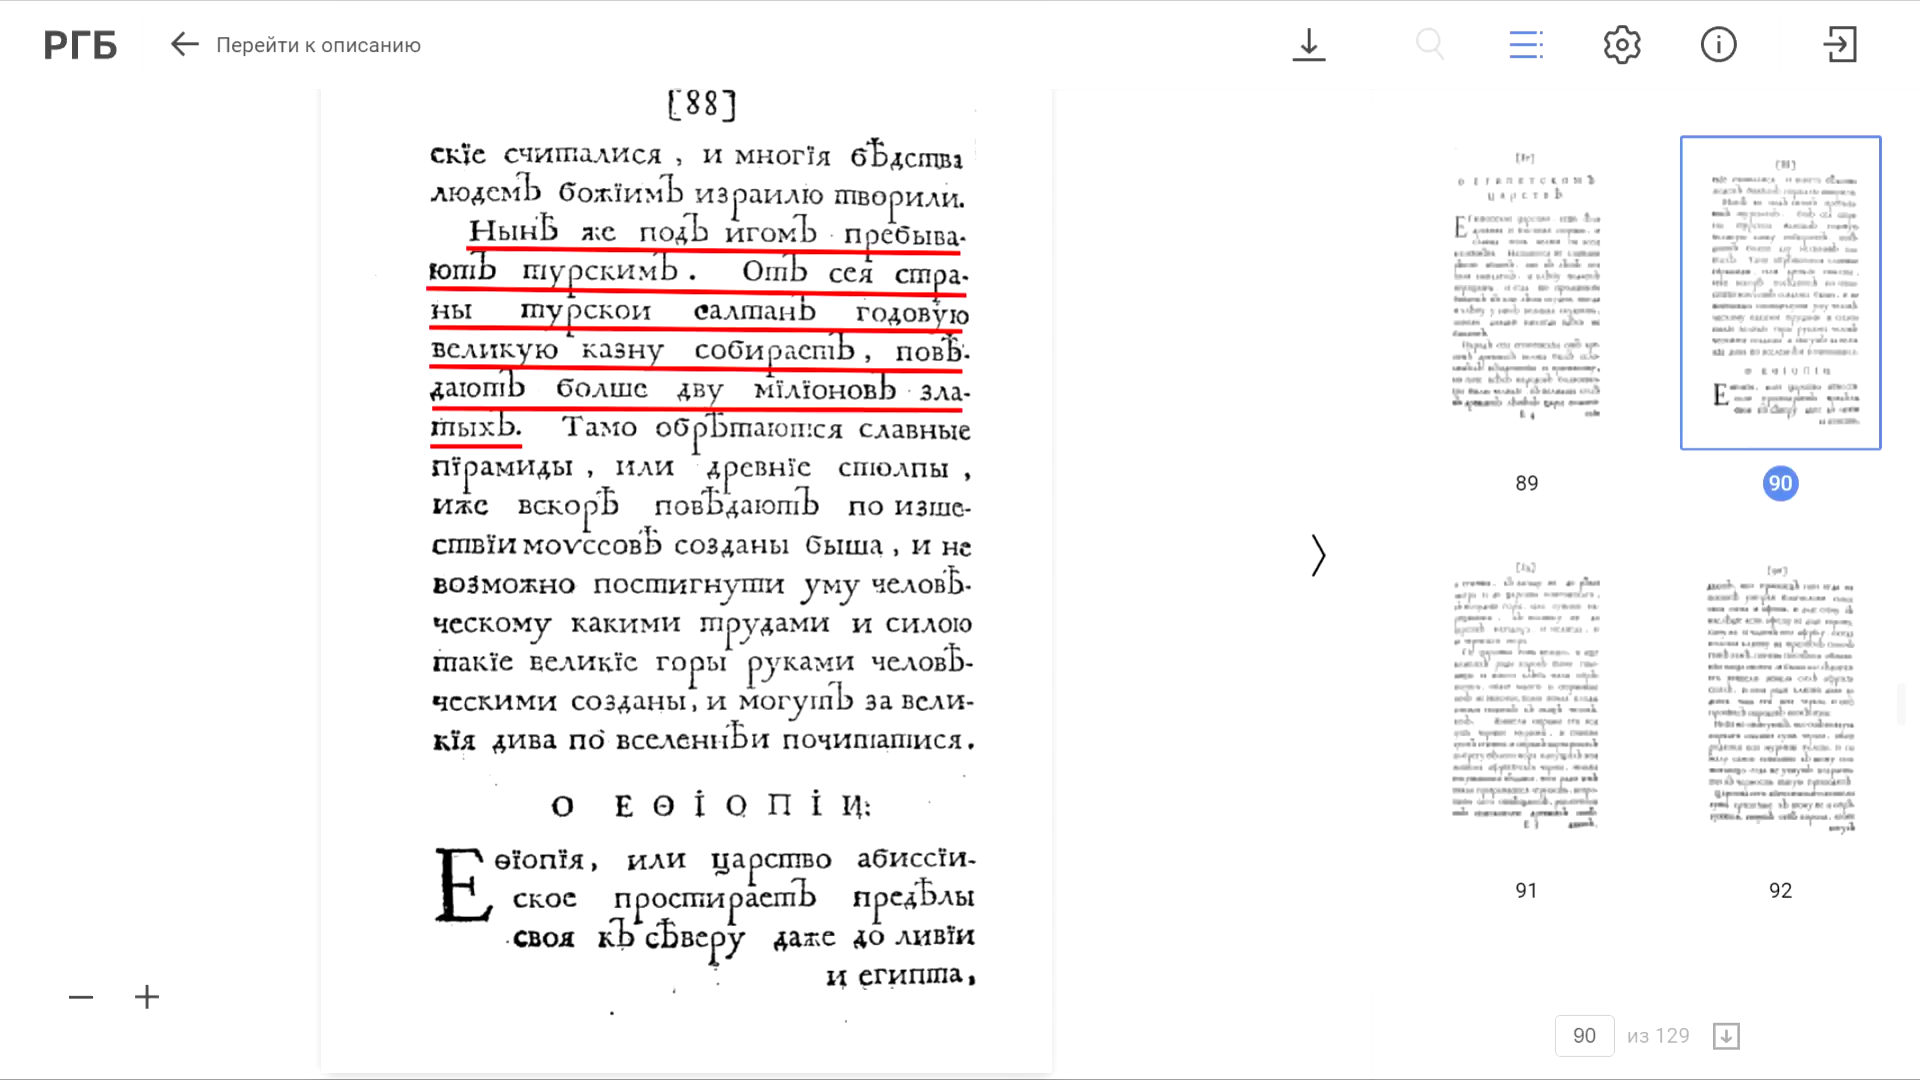 РГБ
Перейти к описанию
[88]
скїе считалися, и многїя бѣдства
людемъ божїимъ израилю творили.
Нынѣ же подъ игомъ пребыва-
ютъ турскимъ. Отъ сея стра-
ны турскои салтанъ годовую
великую казну собираетъ, повѣ-
даютъ болше дву мїлїоновъ зла-
тыхъ. Тамо обрѣтаются славные
пїрамиды, или древнїе столпы,
иже вскорѣ повѣдаютъ по изше-
ствїи моѵсеовѣ созданы быша, и не
возможно постигнути уму человѣ-
ческому какими трудами и силою
такїе великїе горы руками человѣ-
ческими созданы, и могутъ за вели-
кїя дива по вселеннѣи почитатися.
О ЕѲІОПІИ:
Еѳїопїя, или царство абиссїи-
ское простираетъ предѣлы
своя къ сѣверу даже до ливїи
и египта,
89
90
91
92
90 из 129